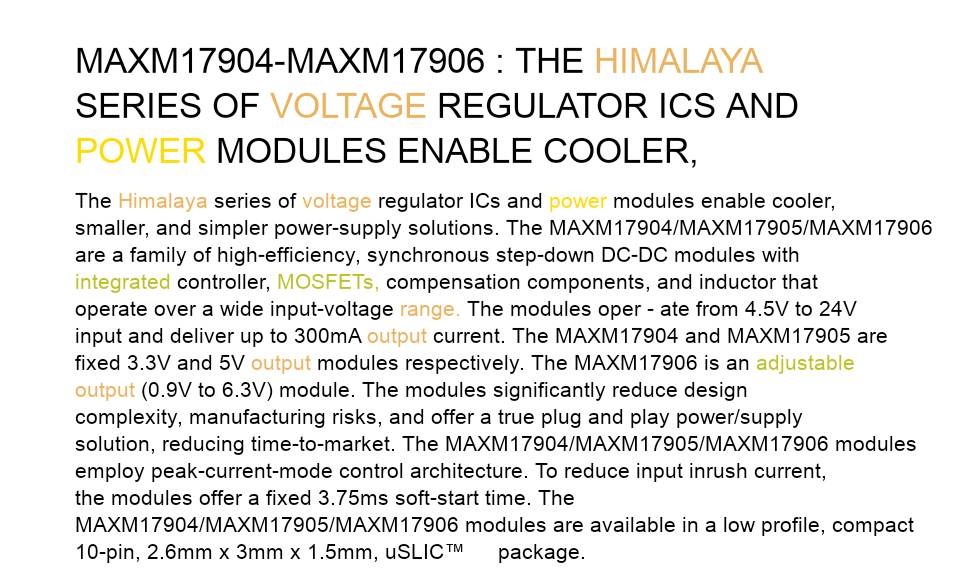 MAXM17904-MAXM17906 : THE HIMALAYA
SERIES OF VOLTAGE REGULATOR ICS AND
POWER MODULES ENABLE COOLER,
The Himalaya series of voltage regulator ICs and power modules enable cooler,
smaller, and simpler power-supply solutions. The MAXM17904/MAXM17905/MAXM17906
are a family of high-efficiency, synchronous step-down DC-DC modules with
integrated controller, MOSFETs, compensation components, and inductor that
operate over a wide input-voltage range. The modules oper - ate from 4.5V to 24V
input and deliver up to 300mA output current. The MAXM17904 and MAXM17905 are
fixed 3.3V and 5V output modules respectively. The MAXM17906 is an adjustable
output (0.9V to 6.3V) module. The modules significantly reduce design
complexity, manufacturing risks, and offer a true plug and play power/supply
solution, reducing time-to-market. The MAXM17904/MAXM17905/MAXM17906 modules
employ peak-current-mode control architecture. To reduce input inrush current,
the modules offer a fixed 3.75ms soft-start time. The
MAXM17904/MAXM17905/MAXM17906 modules are available in a low profile, compact
10-pin, 2.6mm x 3mm x 1.5mm, uSLIC™ package.